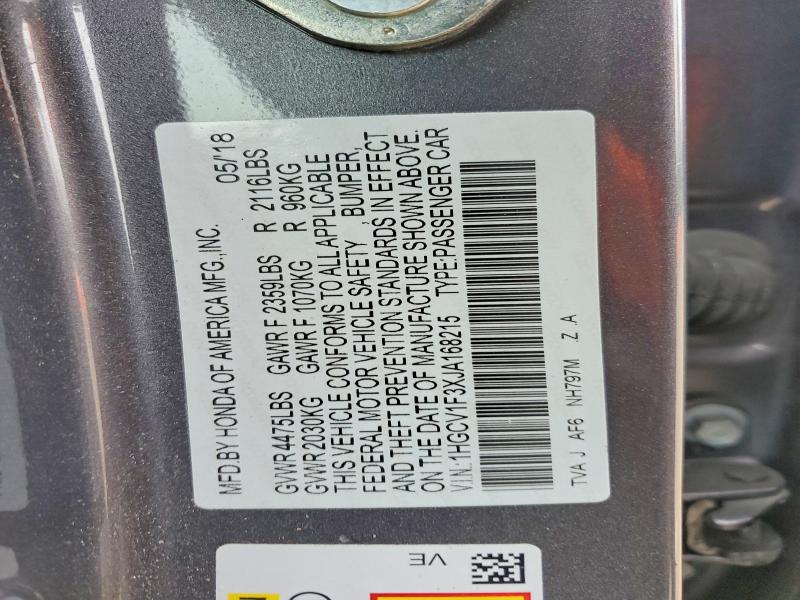 MFD.BY HONDA OF AMERICA MFG.,INC. 05/'18
GVWR 4475LBS GAWR F 2359LBS R 2116LBS
GVWR 2030KG GAWR F 1070KG R 960KG
THIS VEHICLE CONFORMS TO ALL APPLICABLE
FEDERAL MOTOR VEHICLE SAFETY , BUMPER,
AND THEFT PREVENTION STANDARDS IN EFFECT
ON THE DATE OF MANUFACTURE SHOWN ABOVE.
V.I.N:1HGCV1F3XJA168215 TYPE:PASSENGER CAR
TVA J AF6 NH797M Z .A
VE